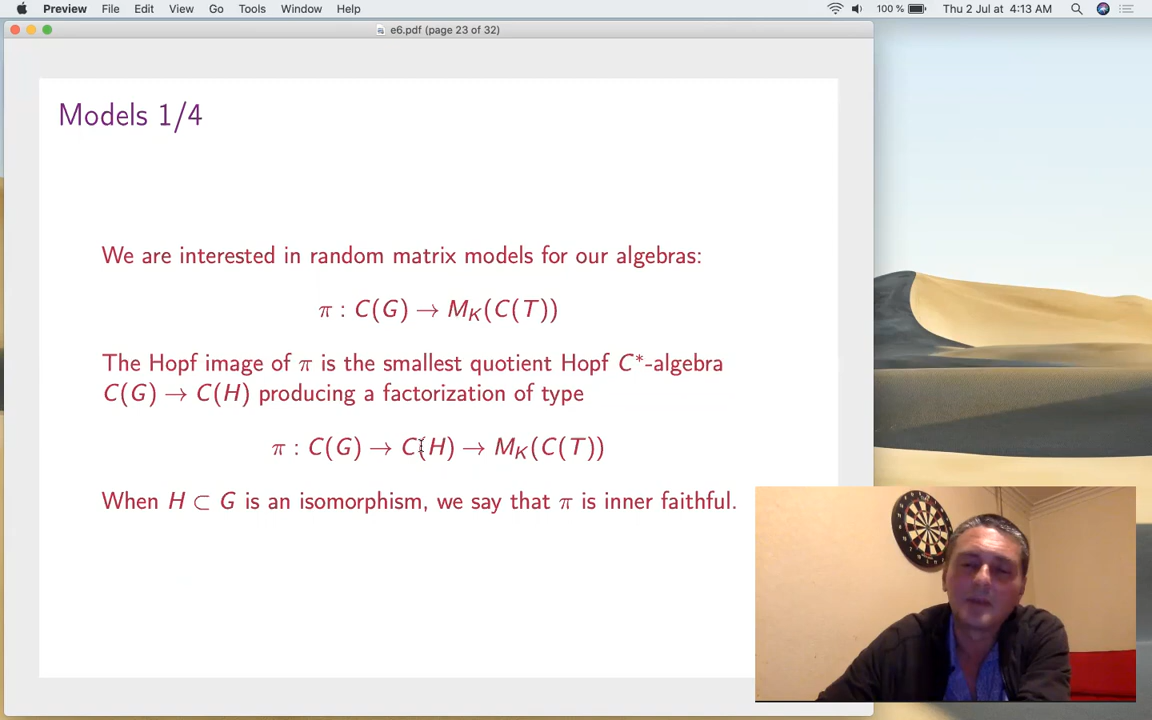 Preview File Edit View Go Tools Window Help 100 % Thu 2 Jul at 4:13 AM
e6.pdf (page 23 of 32)
Models 1/4
We are interested in random matrix models for our algebras:
π : C(G) → M_K(C(T))
The Hopf image of π is the smallest quotient Hopf C*-algebra
C(G) → C(H) producing a factorization of type
π : C(G) → C(H) → M_K(C(T))
When H ⊂ G is an isomorphism, we say that π is inner faithful.